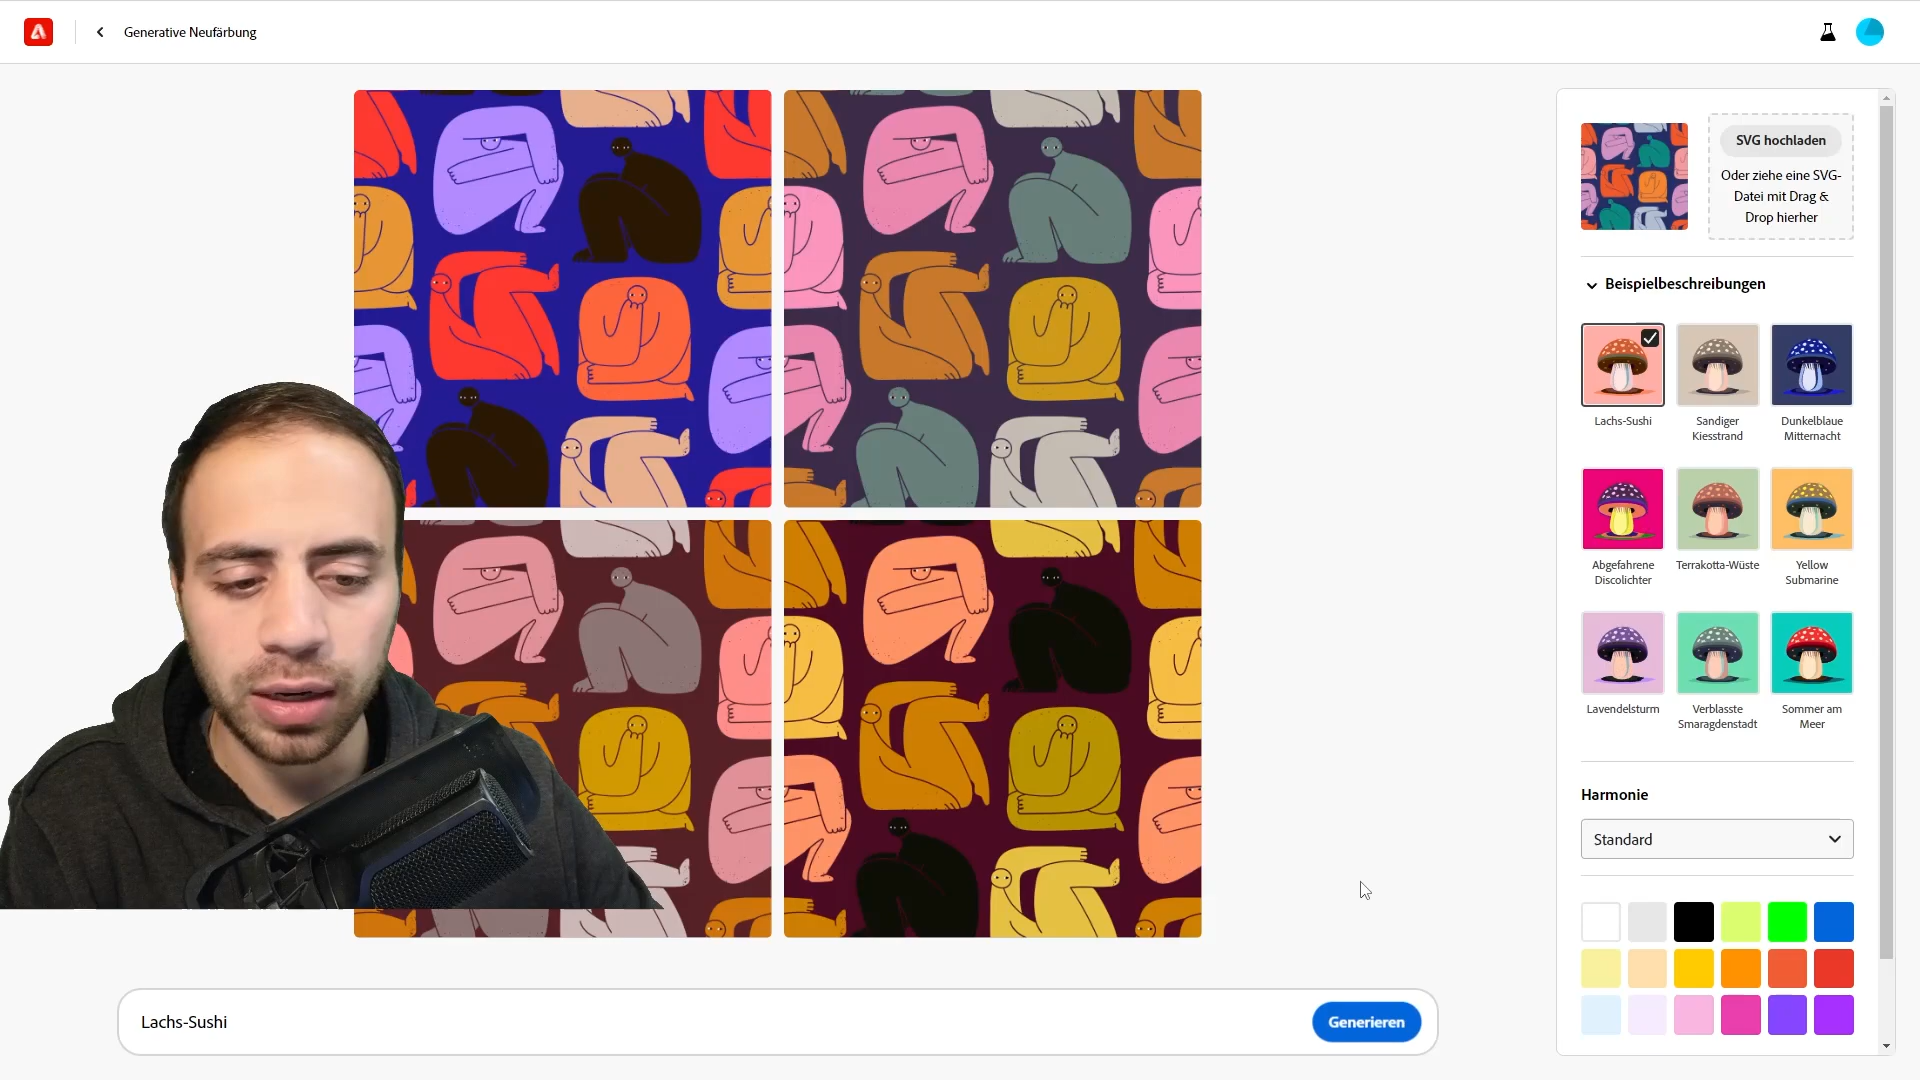 Generative Neufärbung
SVG hochladen
Oder ziehe eine SVG-
Datei mit Drag &
Drop hierher
Beispielbeschreibungen
Lachs-Sushi
Sandiger
Kiesstrand
Dunkelblaue
Mitternacht
Abgefahrene
Discolichter
Terrakotta-Wüste
Yellow
Submarine
Lavendelsturm
Verblasste
Smaragdenstadt
Sommer am
Meer
Harmonie
Standard
Lachs-Sushi
Generieren